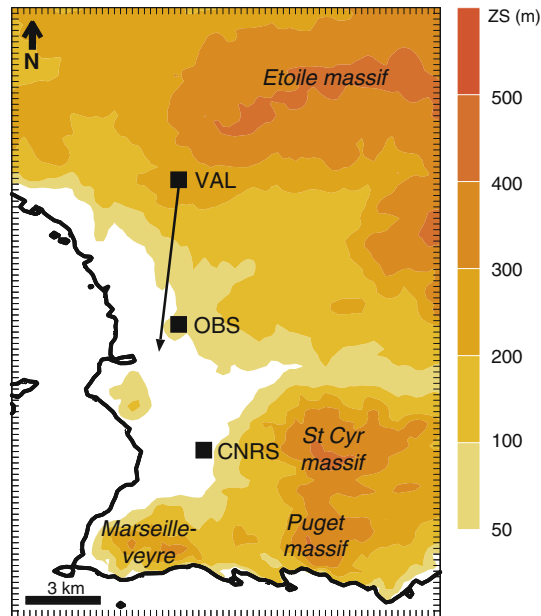 ZS (m)
N
Etoile massif
500
400
VAL
300
OBS
200
St Cyr
massif
CNRS
100
Marseille-
veyre
Puget
massif
50
3 km